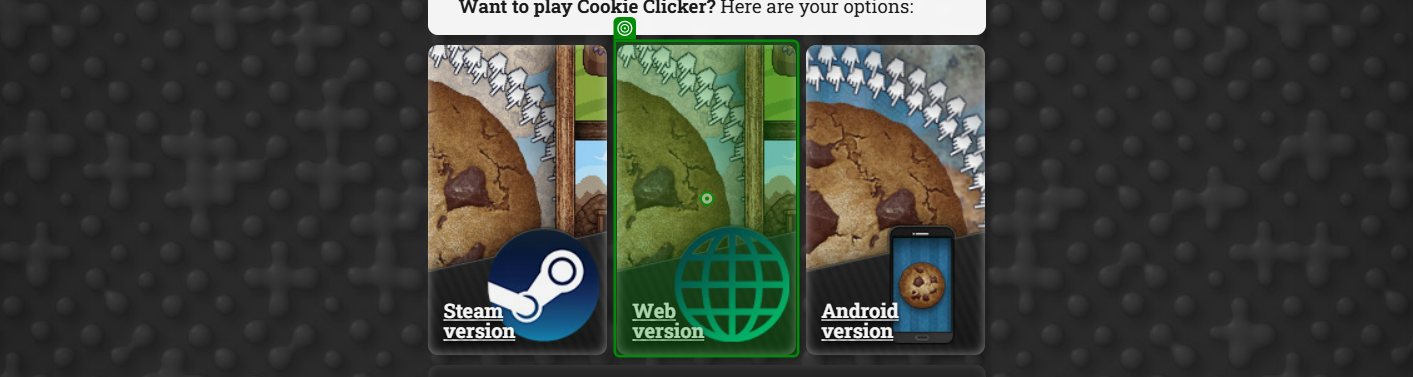 Want to play Cookie Clicker? Here are your options:
Steam
version
Web
version
Android
version